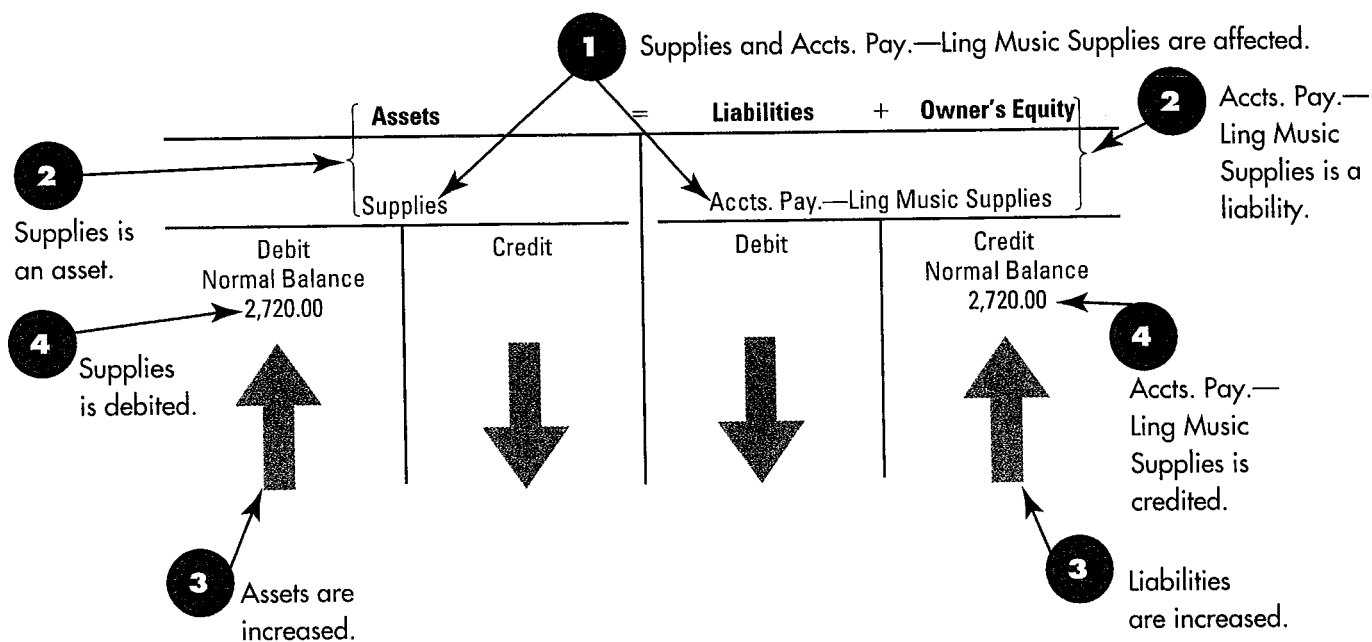 1 Supplies and Accts. Pay.—Ling Music Supplies are affected.
Assets = Liabilities + Owner's Equity
2
Supplies is
an asset.
2 Accts. Pay.—
Ling Music
Supplies is a
liability.
Supplies
Accts. Pay.—Ling Music Supplies
Debit
Normal Balance
2,720.00
Credit
Debit
Credit
Normal Balance
2,720.00
4 Supplies
is debited.
4
Accts. Pay.—
Ling Music
Supplies is
credited.
3 Assets are
increased.
3 Liabilities
are increased.